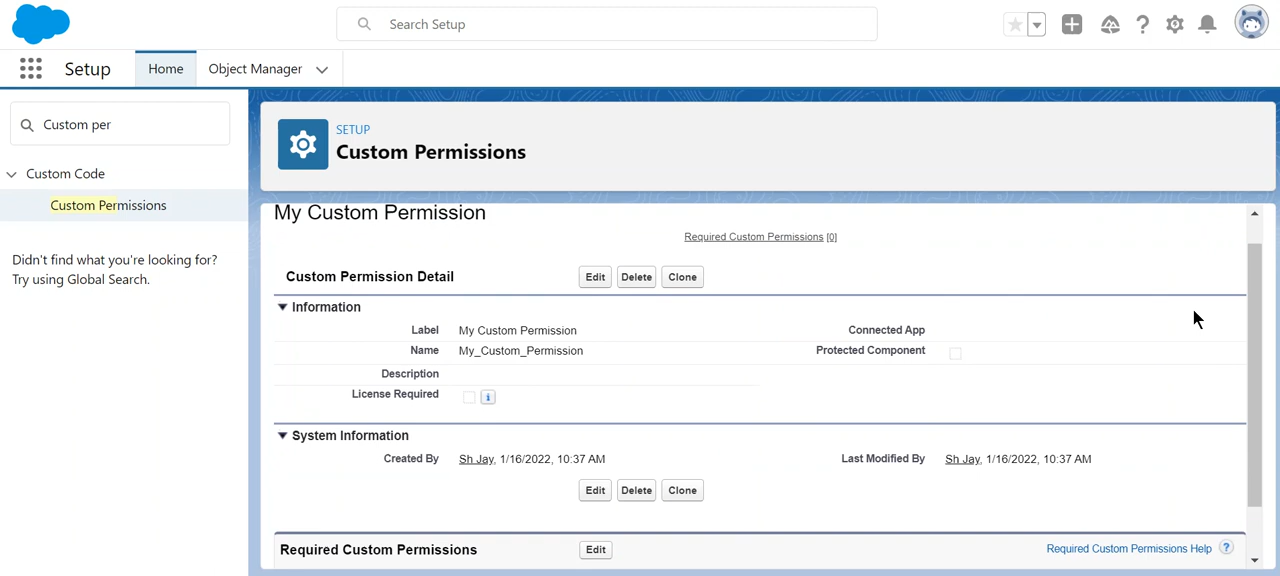 Search Setup
Setup
Home
Object Manager
Custom per
Custom Code
Custom Permissions
Didn't find what you're looking for?
Try using Global Search.
SETUP
Custom Permissions
My Custom Permission
Required Custom Permissions [0]
Custom Permission Detail
Edit Delete Clone
Information
Label My Custom Permission Connected App
Name My_Custom_Permission Protected Component
Description
License Required i
System Information
Created By Sh Jay, 1/16/2022, 10:37 AM Last Modified By Sh Jay, 1/16/2022, 10:37 AM
Edit Delete Clone
Required Custom Permissions Edit Required Custom Permissions Help ?